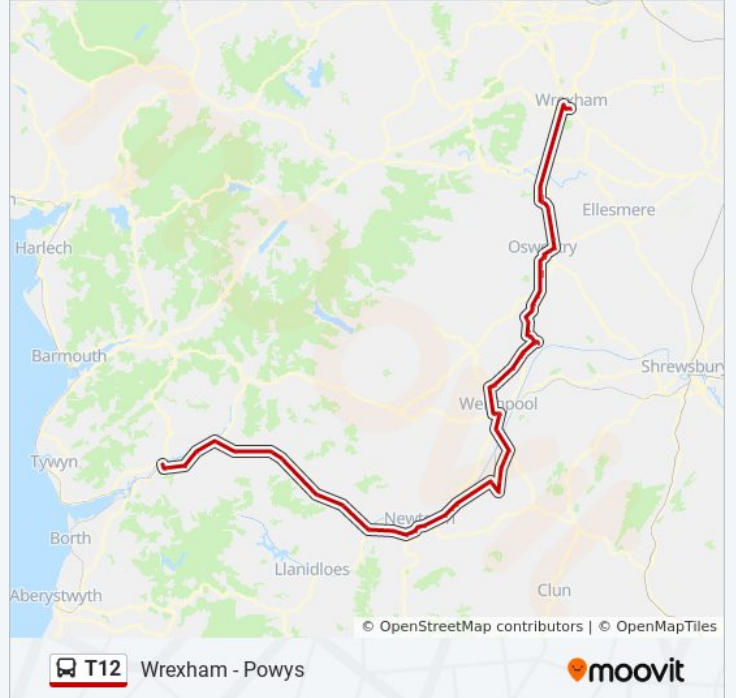 Wrexham
Ellesmere
Harlech
Oswestry
Barmouth
Shrewsbury
Welshpool
Tywyn
Newtown
Borth
Llanidloes
Clun
Aberystwyth
© OpenStreetMap contributors | © OpenMapTiles
T12 Wrexham - Powys
moovit